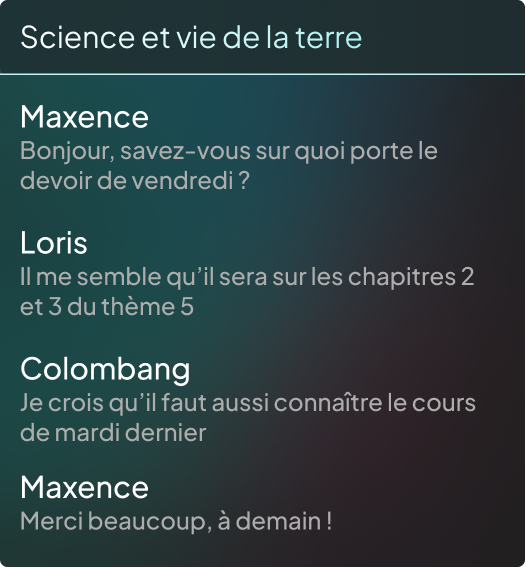 Science et vie de la terre
Maxence
Bonjour, savez-vous sur quoi porte le
devoir de vendredi ?
Loris
Il me semble qu'il sera sur les chapitres 2
et 3 du thème 5
Colombang
Je crois qu'il faut aussi connaître le cours
de mardi dernier
Maxence
Merci beaucoup, à demain !